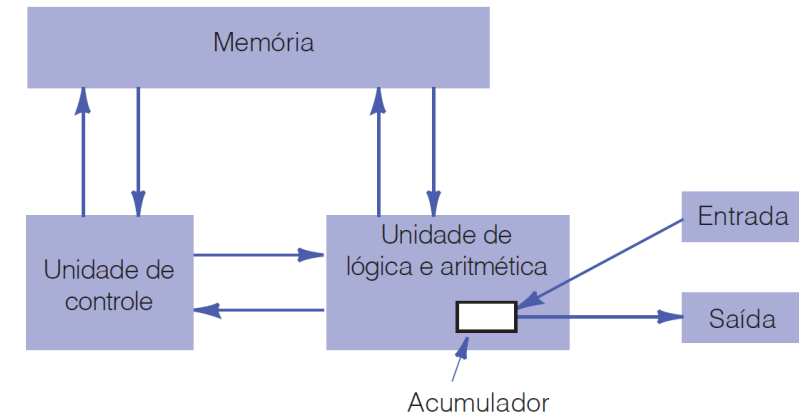 Memória
Unidade de
controle
Unidade de
lógica e aritmética
Entrada
Saída
Acumulador